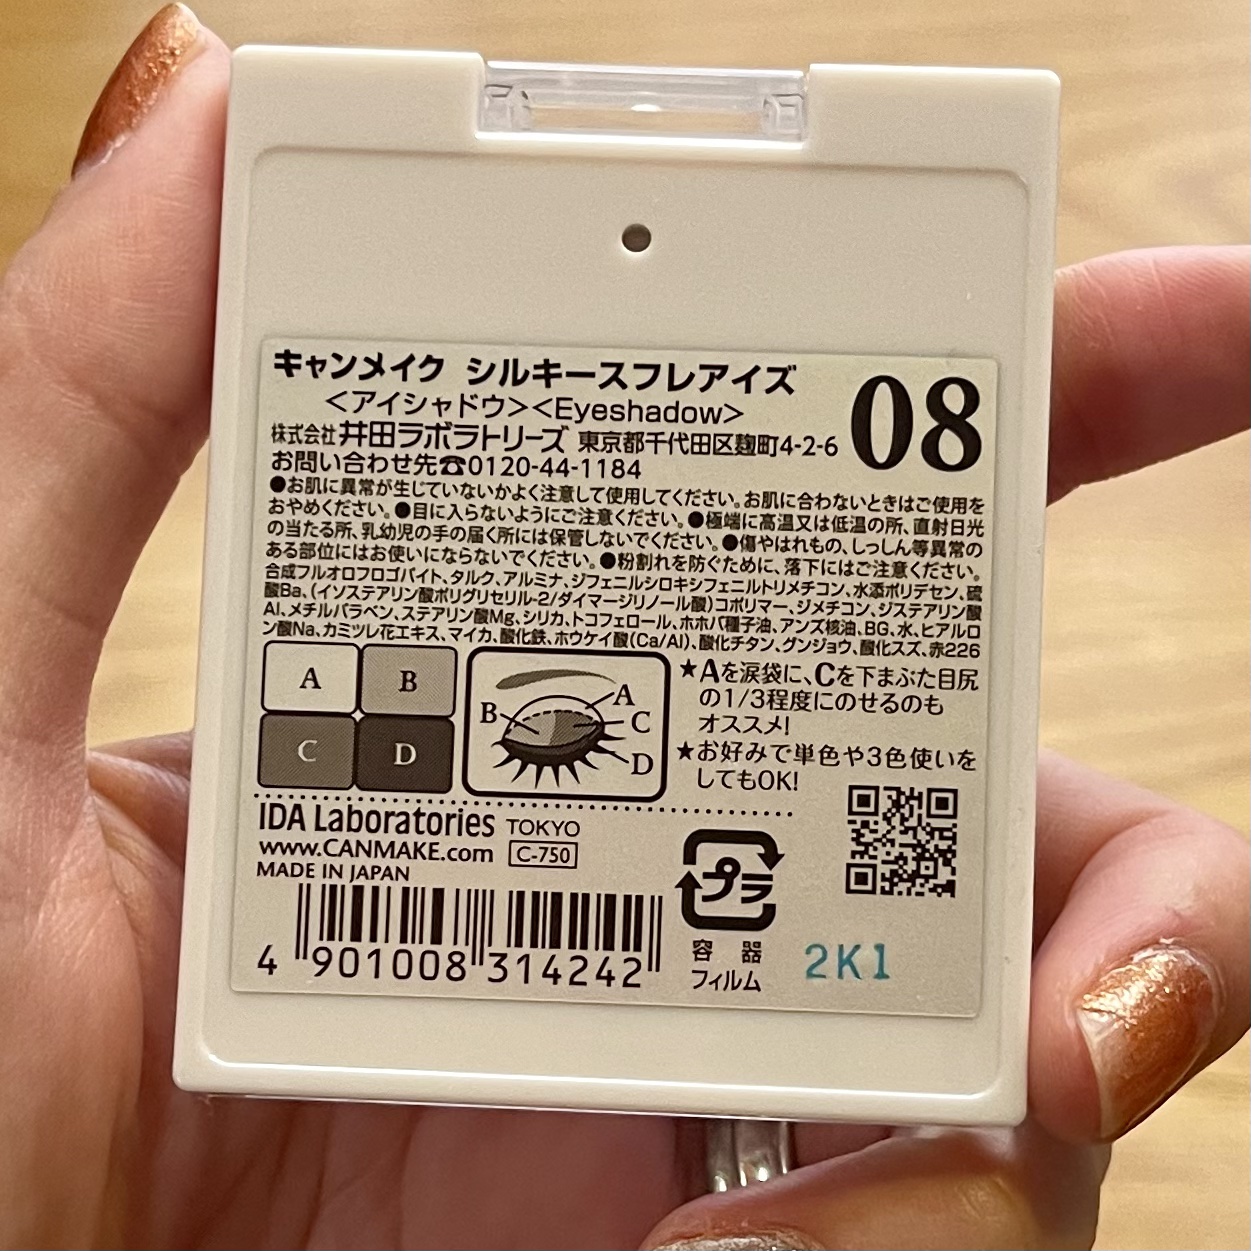 キャンメイク シルキースフレアイズ
<アイシャドウ><Eyeshadow>
08
株式会社 井田ラボラトリーズ 東京都千代田区麹町4-2-6
お問い合わせ先☎0120-44-1184
●お肌に異常が生じていないかよく注意して使用してください。お肌に合わないときはご使用を
おやめください。●目に入らないようにご注意ください。●極端に高温又は低温の所、直射日光
の当たる所、乳幼児の手の届く所には保管しないでください。●傷やはれもの、しっしん等異常の
ある部位にはお使いにならないでください。●粉割れを防ぐために、落下にはご注意ください。
合成フルオロフロゴパイト、タルク、アルミナ、ジフェニルシロキシフェニルトリメチコン、水添ポリデセン、硫
酸Ba、(イソステアリン酸ポリグリセリル-2/ダイマージリノール酸)コポリマー、ジメチコン、ジステアリン酸
Al、メチルパラベン、ステアリン酸Mg、シリカ、トコフェロール、ホホバ種子油、アンズ核油、BG、水、ヒアルロ
ン酸Na、カミツレ花エキス、マイカ、酸化鉄、ホウケイ酸(Ca/Al)、酸化チタン、グンジョウ、酸化スズ、赤226
A B
C D
A
B
C
D
★Aを涙袋に、Cを下まぶた目尻
の1/3程度にのせるのも
オススメ!
★お好みで単色や3色使いを
してもOK!
IDA Laboratories TOKYO
www.CANMAKE.com C-750
MADE IN JAPAN
4 901008 314242
プラ
容器
フィルム
2K1